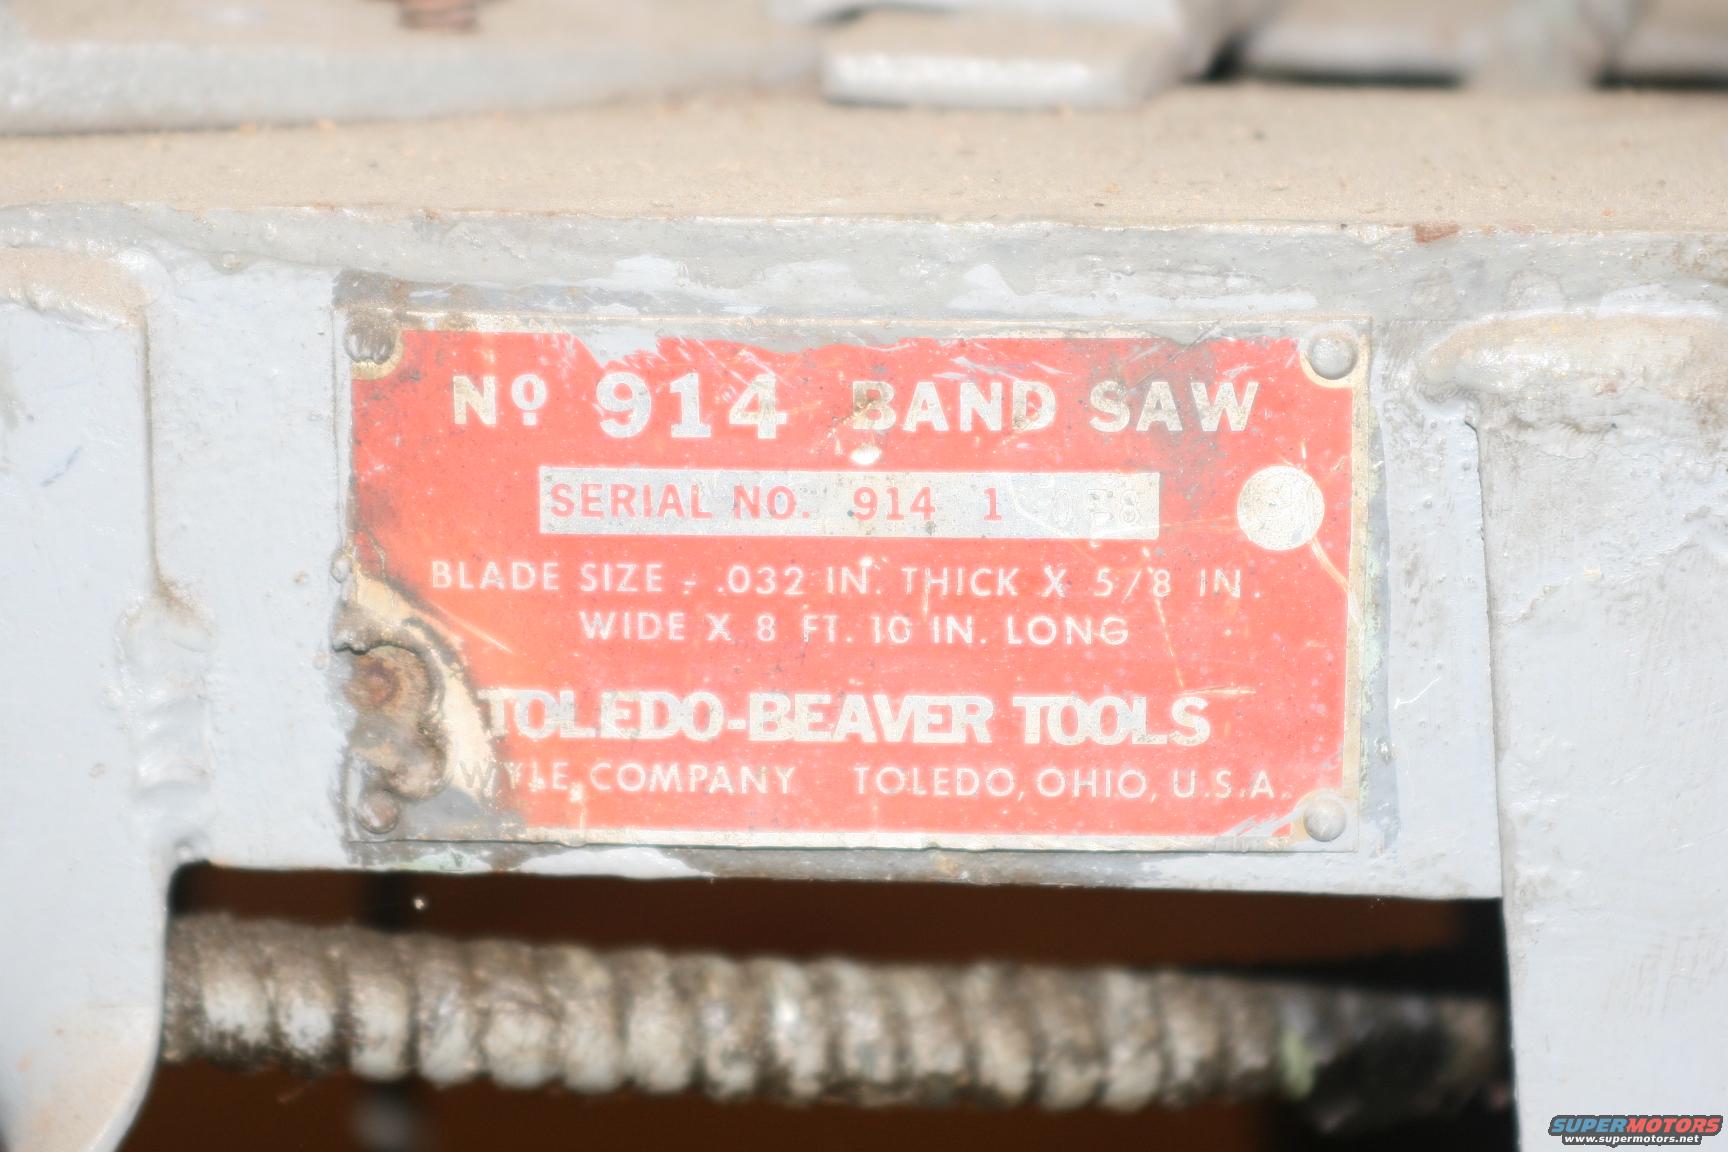 No 914 BAND SAW
SERIAL NO. 914 1
BLADE SIZE - .032 IN. THICK X 5/8 IN.
WIDE X 8 FT. 10 IN. LONG
TOLEDO-BEAVER TOOLS
WYLE COMPANY TOLEDO, OHIO, U.S.A.
SUPERMOTORS
www.supermotors.net